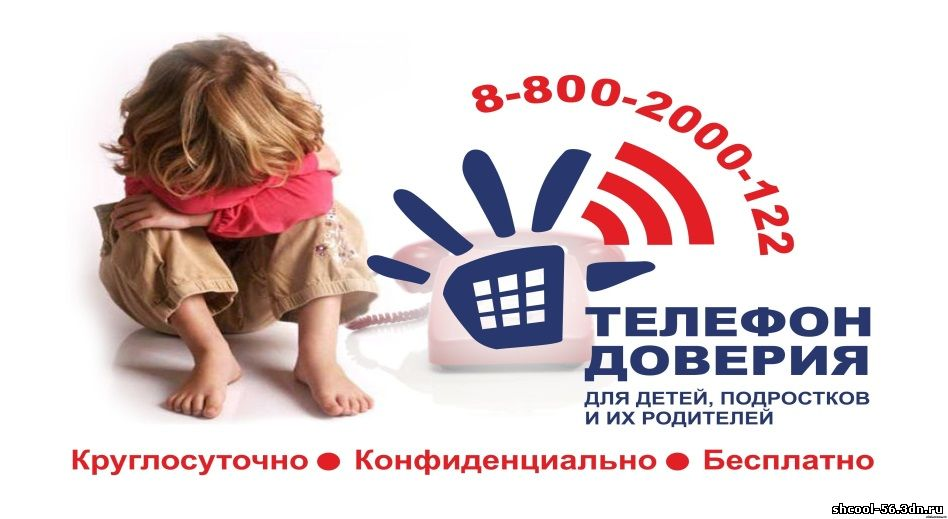 8-800-2000-122
ТЕЛЕФОН
ДОВЕРИЯ
ДЛЯ ДЕТЕЙ, ПОДРОСТКОВ
И ИХ РОДИТЕЛЕЙ
Круглосуточно ● Конфиденциально ● Бесплатно
shcool-56.3dn.ru